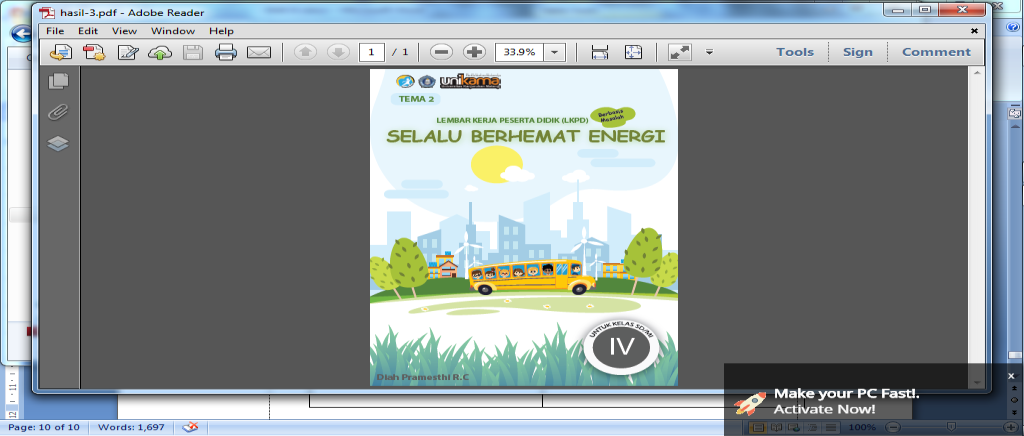 hasil-3.pdf - Adobe Reader
File Edit View Window Help
1 / 1 33.9% Tools Sign Comment
unikama
TEMA 2
LEMBAR KERJA PESERTA DIDIK (LKPD) Berbasis Masalah
SELALU BERHEMAT ENERGI
UNTUK KELAS SD/MI
IV
Diah Pramesthi R.C
Make your PC Fast!.
Activate Now!
Page: 10 of 10 Words: 1,697 100%